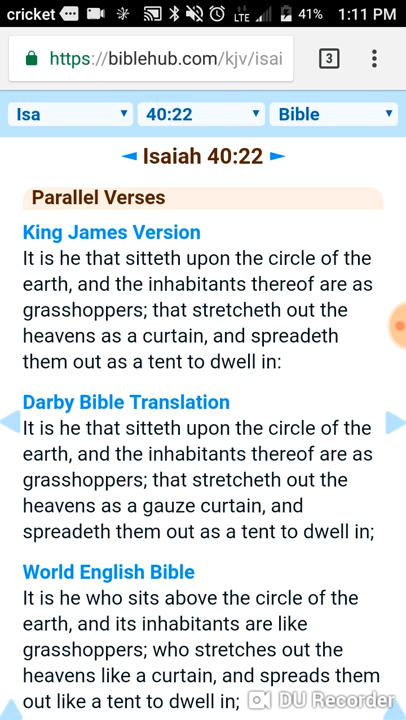 cricket LTE 41% 1:11 PM
https://biblehub.com/kjv/isai 3
Isa 40:22 Bible
Isaiah 40:22
Parallel Verses
King James Version
It is he that sitteth upon the circle of the
earth, and the inhabitants thereof are as
grasshoppers; that stretcheth out the
heavens as a curtain, and spreadeth
them out as a tent to dwell in:
Darby Bible Translation
It is he that sitteth upon the circle of the
earth, and the inhabitants thereof are as
grasshoppers; that stretcheth out the
heavens as a gauze curtain, and
spreadeth them out as a tent to dwell in;
World English Bible
It is he who sits above the circle of the
earth, and its inhabitants are like
grasshoppers; who stretches out the
heavens like a curtain, and spreads them
out like a tent to dwell in; DU Recorder